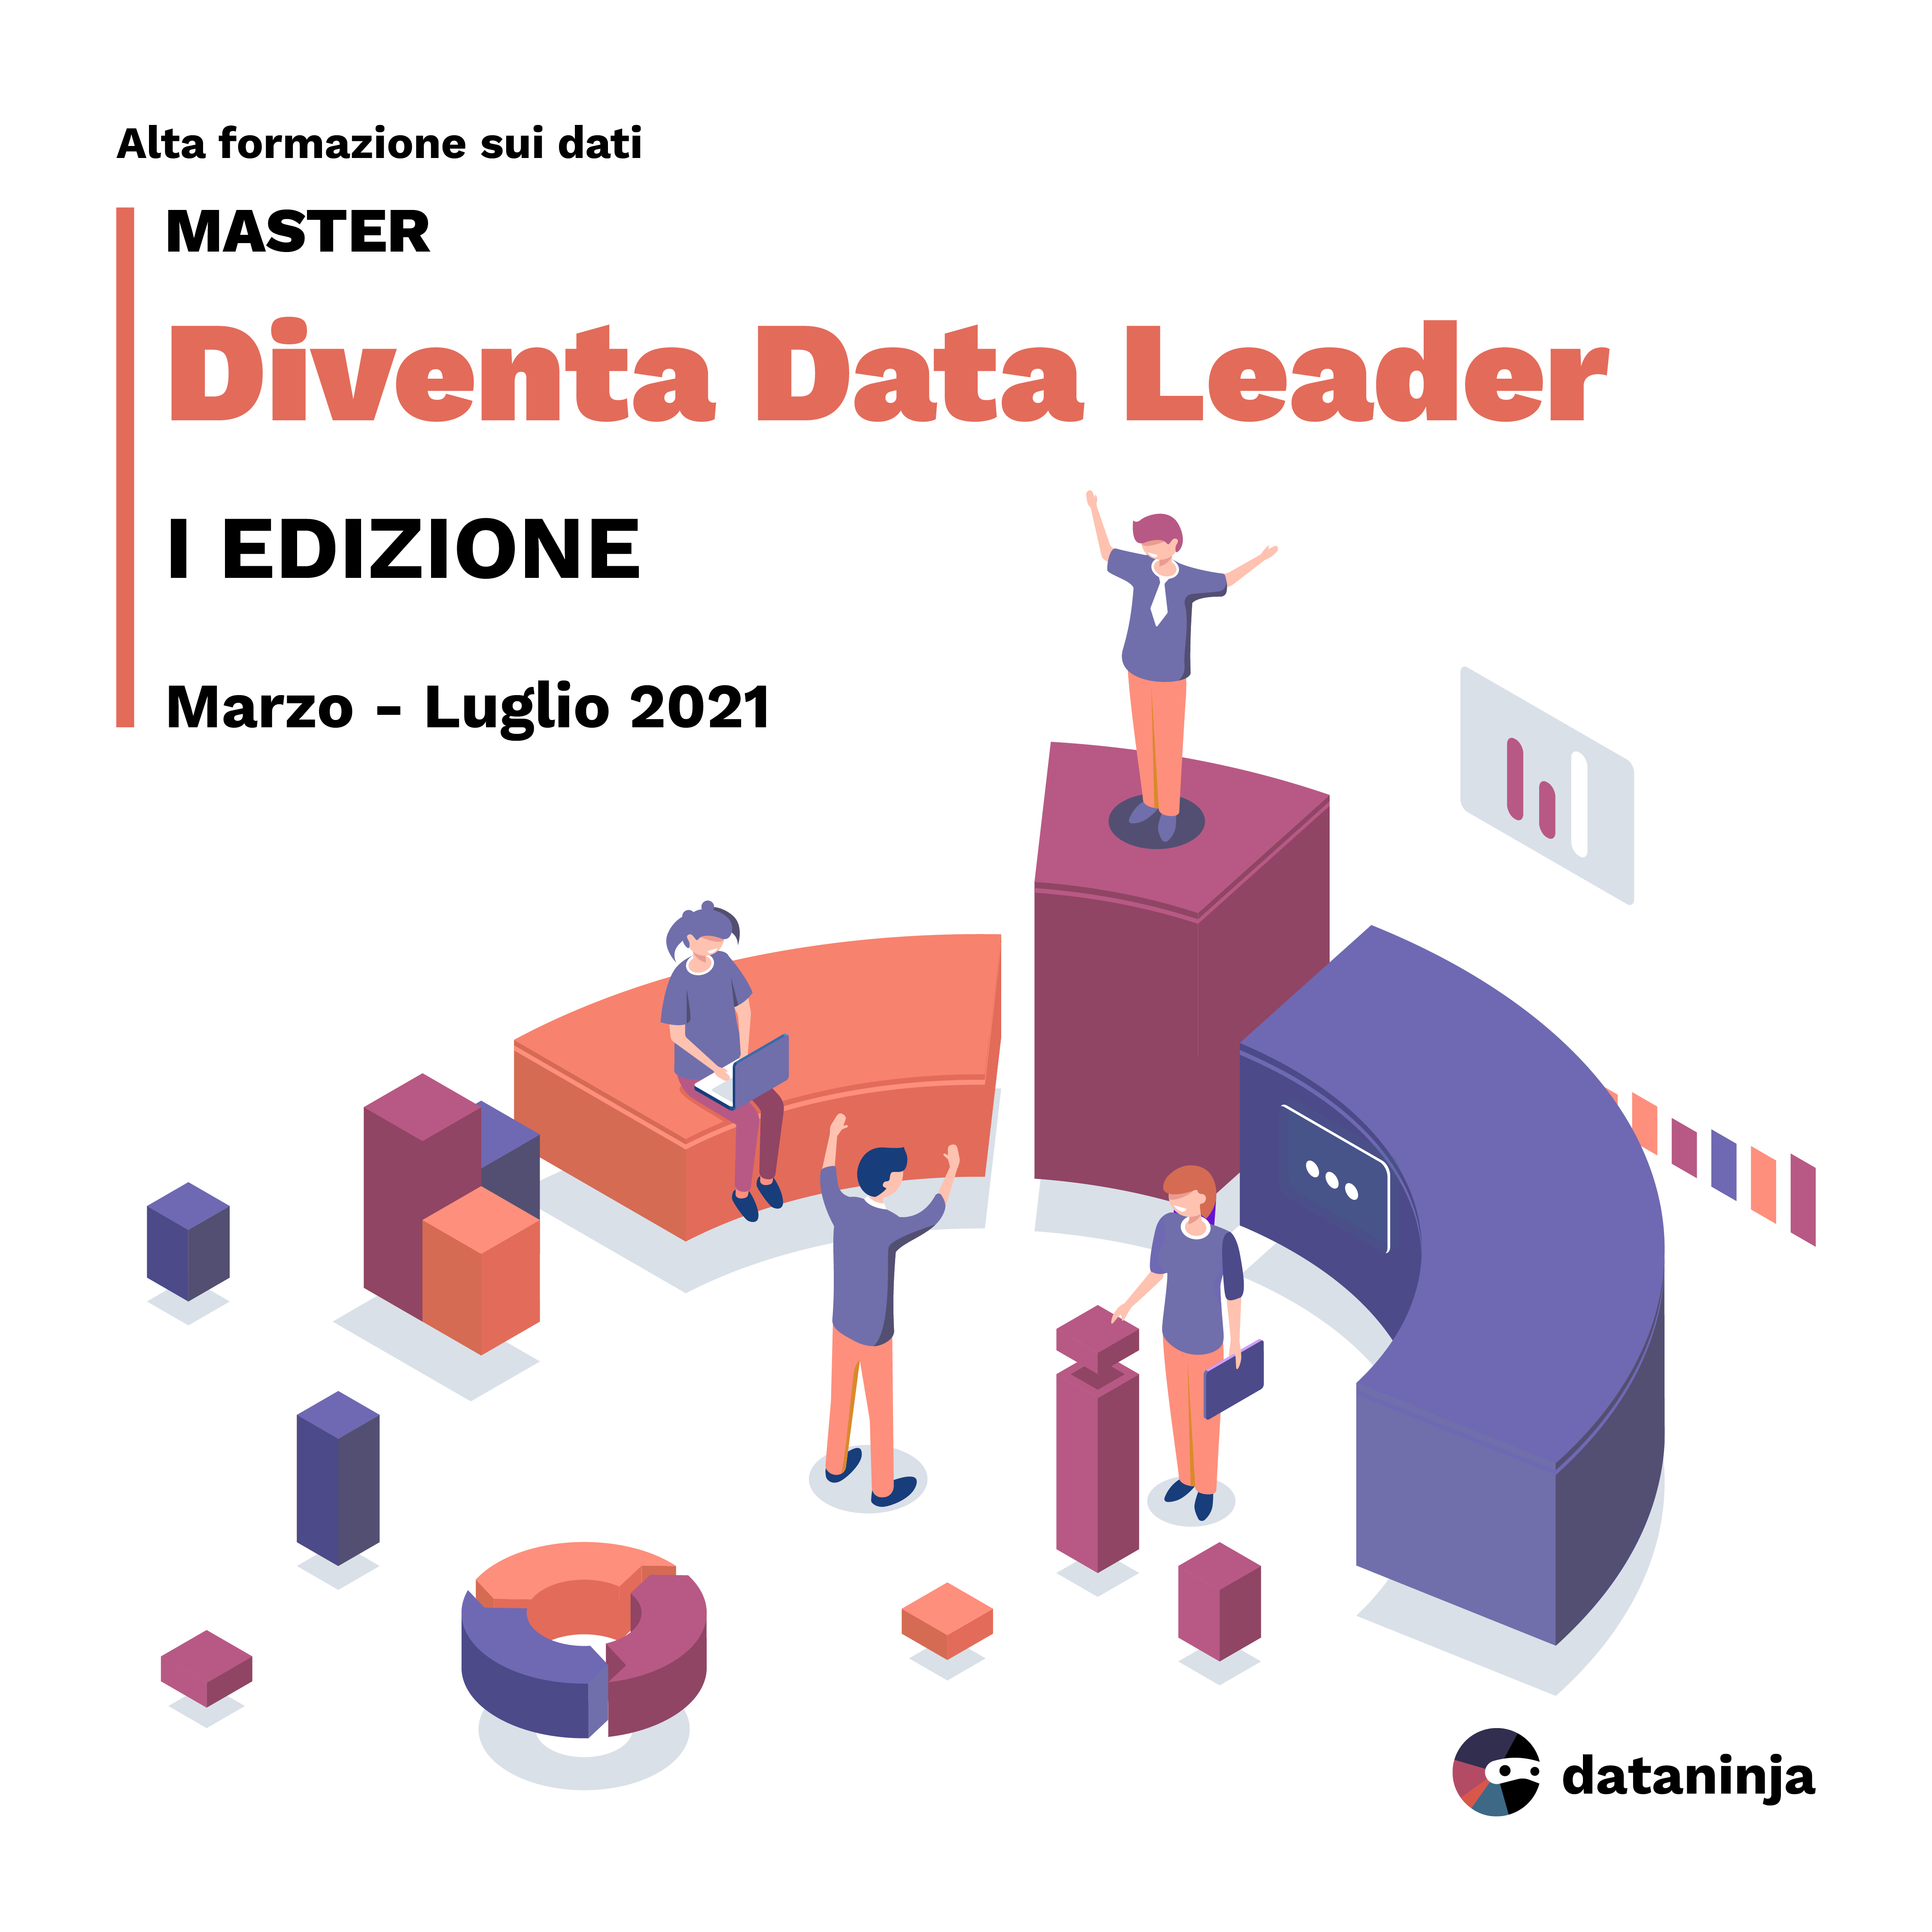 Alta formazione sui dati
MASTER
Diventa Data Leader
I EDIZIONE
Marzo - Luglio 2021
dataninja